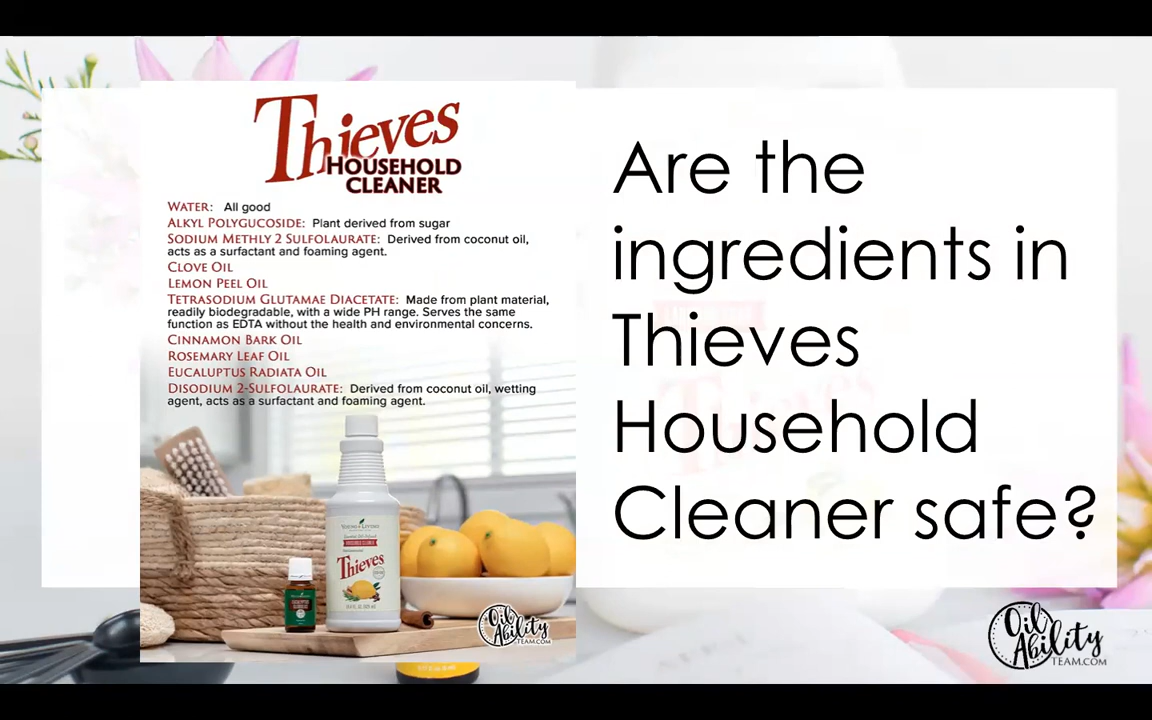 Thieves
HOUSEHOLD
CLEANER
WATER: All good
ALKYL POLYGUCOSIDE: Plant derived from sugar
SODIUM METHLY 2 SULFOLAURATE: Derived from coconut oil,
acts as a surfactant and foaming agent.
CLOVE OIL
LEMON PEEL OIL
TETRASODIUM GLUTAMAE DIACETATE: Made from plant material,
readily biodegradable, with a wide PH range. Serves the same
function as EDTA without the health and environmental concerns.
CINNAMON BARK OIL
ROSEMARY LEAF OIL
EUCALUPTUS RADIATA OIL
DISODIUM 2-SULFOLAURATE: Derived from coconut oil, wetting
agent, acts as a surfactant and foaming agent.
YOUNG LIVING
HOUSEHOLD CLEANER
Thieves
Oil
Ability
TEAM.COM
Are the
ingredients in
Thieves
Household
Cleaner safe?
Oil
Ability
TEAM.COM